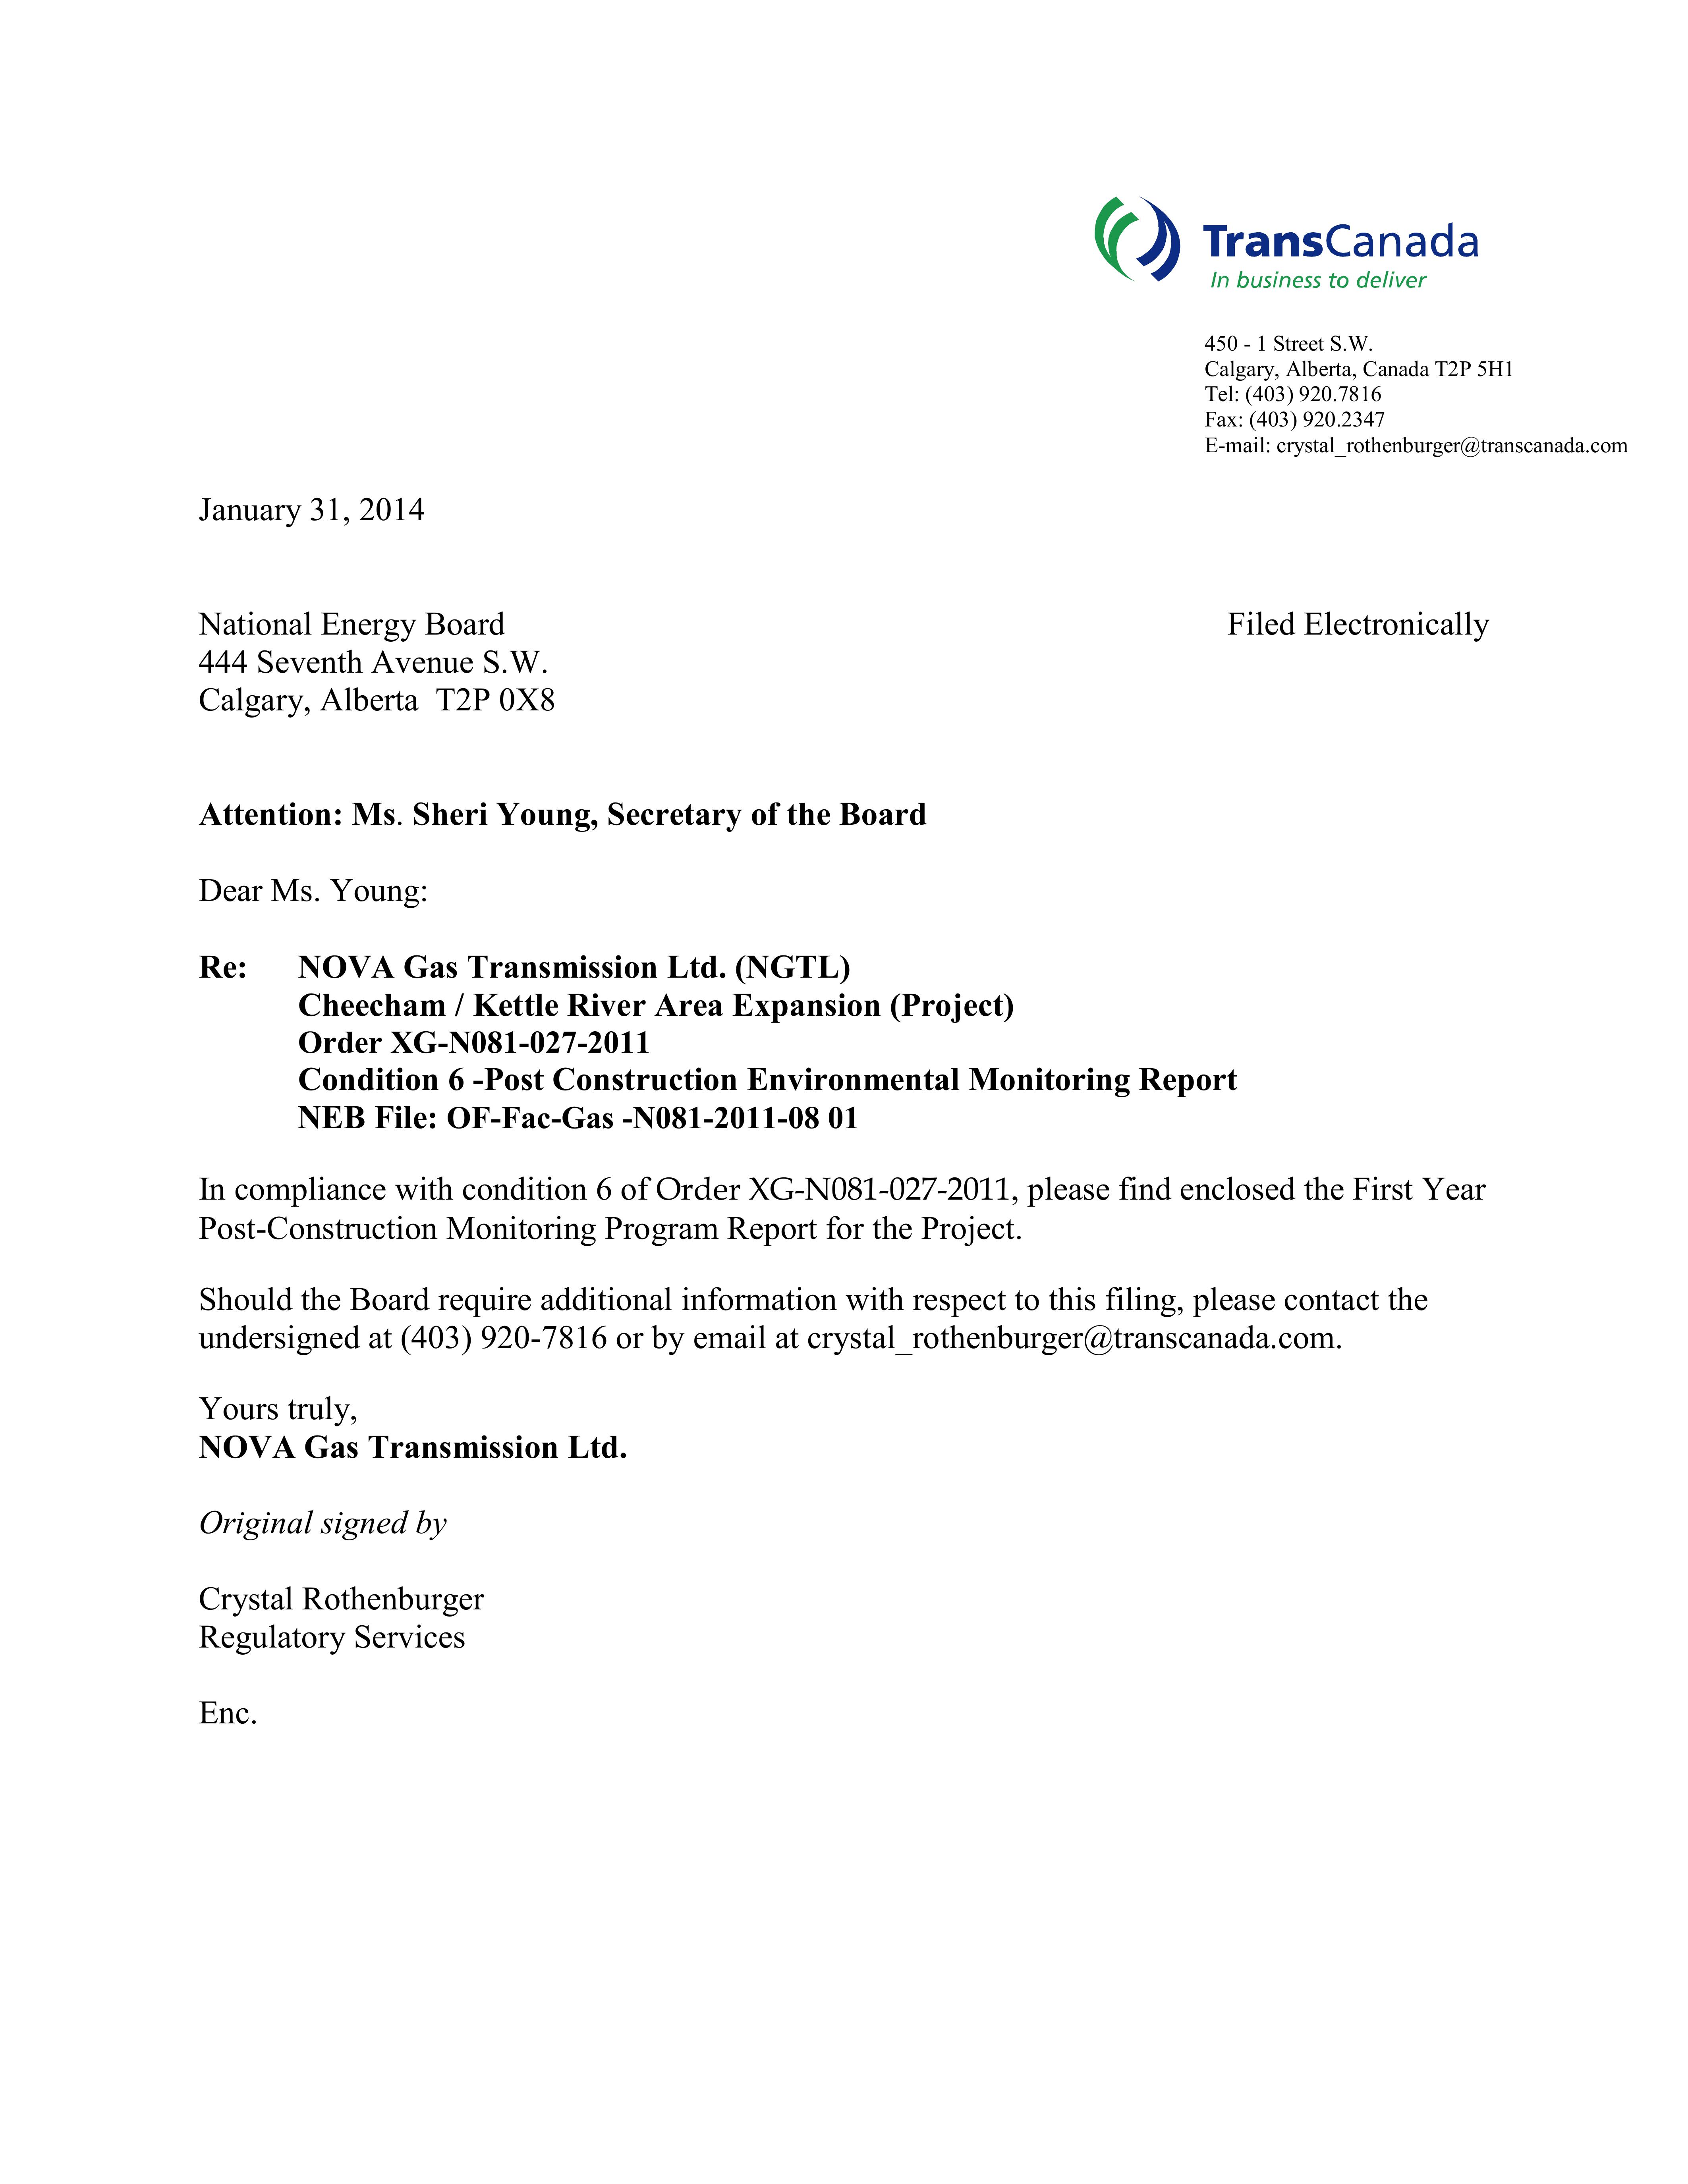 TransCanada
In business to deliver
450 - 1 Street S.W.
Calgary, Alberta, Canada T2P 5H1
Tel: (403) 920.7816
Fax: (403) 920.2347
E-mail: crystal_rothenburger@transcanada.com
January 31, 2014
National Energy Board Filed Electronically
444 Seventh Avenue S.W.
Calgary, Alberta  T2P 0X8
Attention: Ms. Sheri Young, Secretary of the Board
Dear Ms. Young:
Re: NOVA Gas Transmission Ltd. (NGTL)
Cheecham / Kettle River Area Expansion (Project)
Order XG-N081-027-2011
Condition 6 -Post Construction Environmental Monitoring Report
NEB File: OF-Fac-Gas -N081-2011-08 01
In compliance with condition 6 of Order XG-N081-027-2011, please find enclosed the First Year
Post-Construction Monitoring Program Report for the Project.
Should the Board require additional information with respect to this filing, please contact the
undersigned at (403) 920-7816 or by email at crystal_rothenburger@transcanada.com.
Yours truly,
NOVA Gas Transmission Ltd.
Original signed by
Crystal Rothenburger
Regulatory Services
Enc.